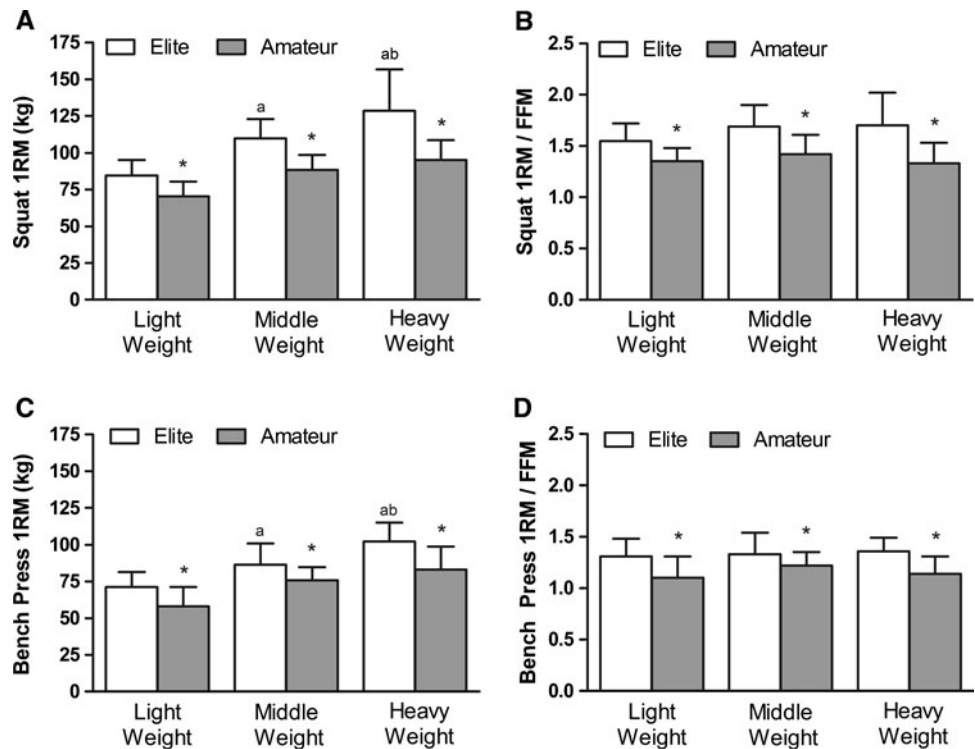 A
Elite Amateur
Squat 1RM (kg)
175
150
125
100
75
50
25
0
*
a
*
ab
*
Light Weight
Middle Weight
Heavy Weight
B
Elite Amateur
Squat 1RM / FFM
2.5
2.0
1.5
1.0
0.5
0.0
*
*
*
Light Weight
Middle Weight
Heavy Weight
C
Elite Amateur
Bench Press 1RM (kg)
175
150
125
100
75
50
25
0
*
a
*
ab
*
Light Weight
Middle Weight
Heavy Weight
D
Elite Amateur
Bench Press 1RM / FFM
2.5
2.0
1.5
1.0
0.5
0.0
*
*
*
Light Weight
Middle Weight
Heavy Weight